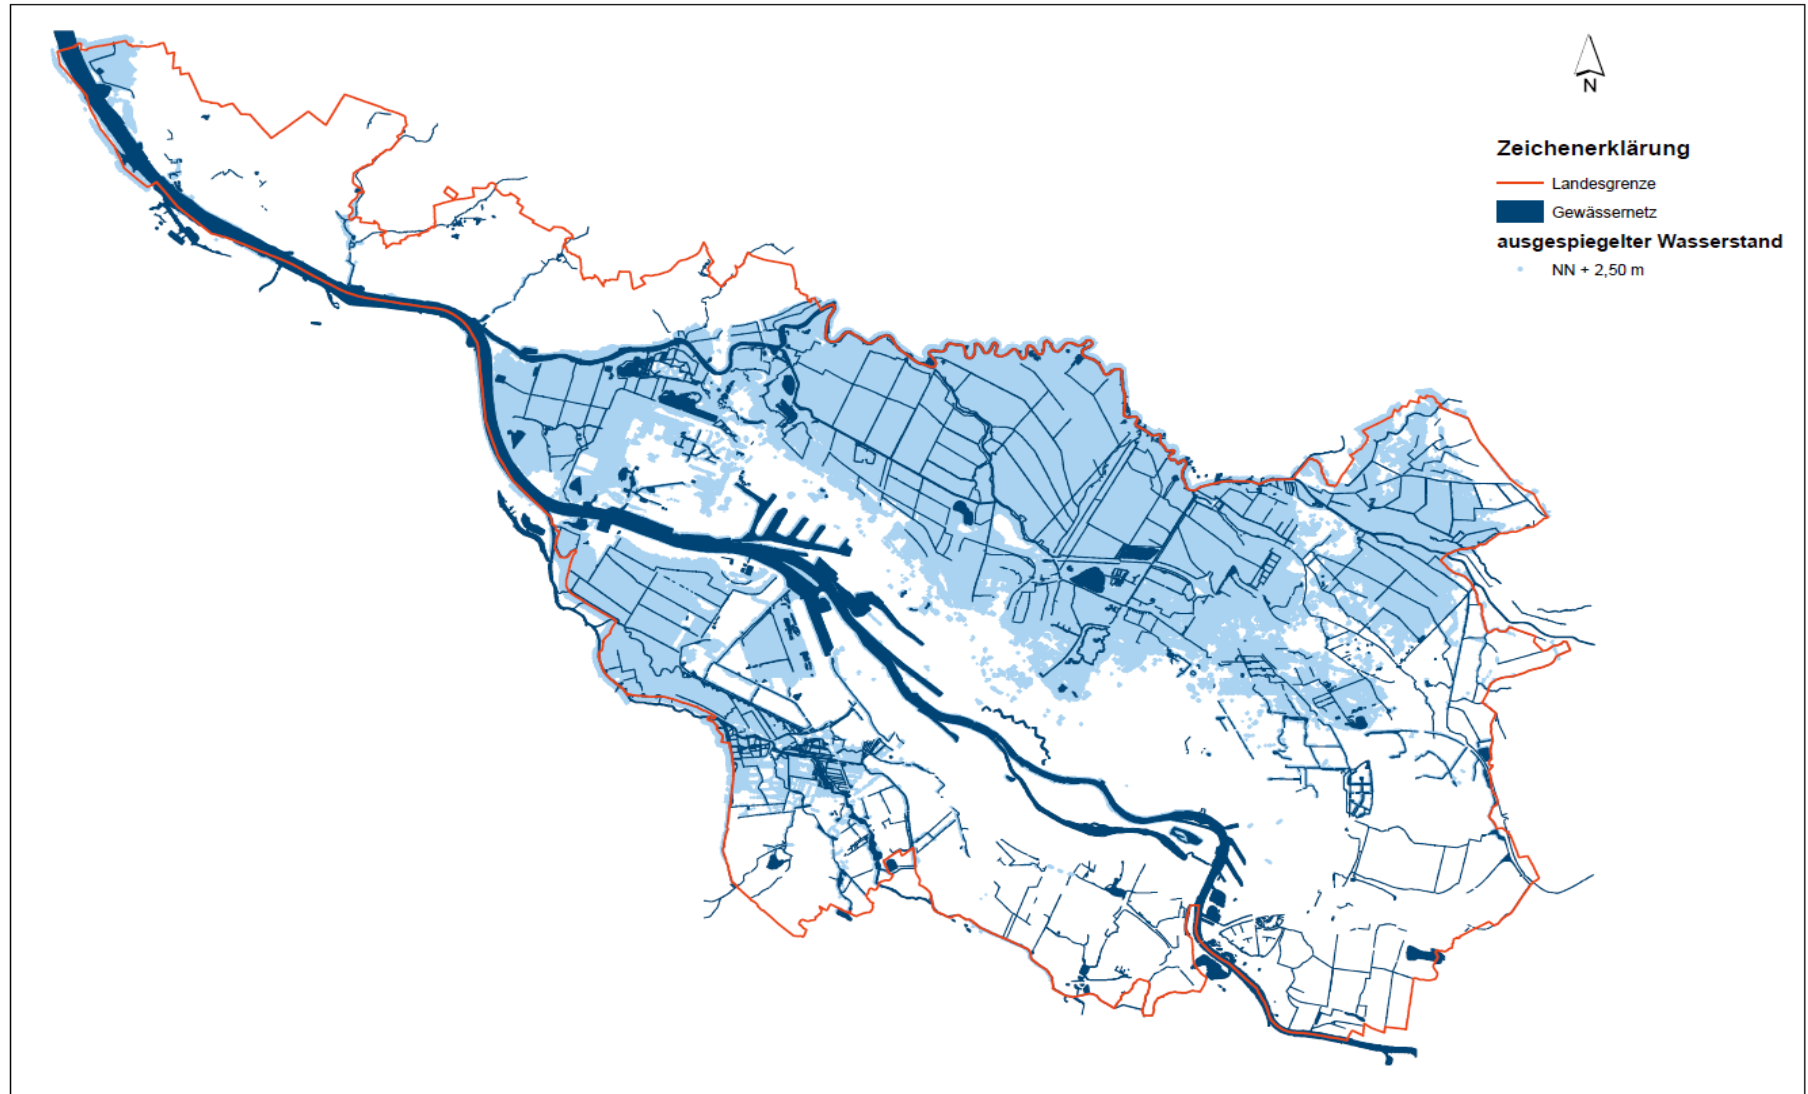 N
Zeichenerklärung
Landesgrenze
Gewässernetz
ausgespiegelter Wasserstand
NN + 2,50 m